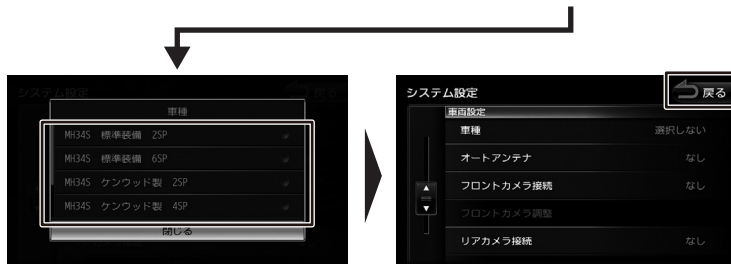 システム設定
戻る
車種
MH34S 標準装備 2SP
MH34S 標準装備 6SP
MH34S ケンウッド製 2SP
MH34S ケンウッド製 4SP
閉じる
システム設定
戻る
車両設定
車種 選択しない
オートアンテナ なし
フロントカメラ接続 なし
フロントカメラ調整
リアカメラ接続 なし